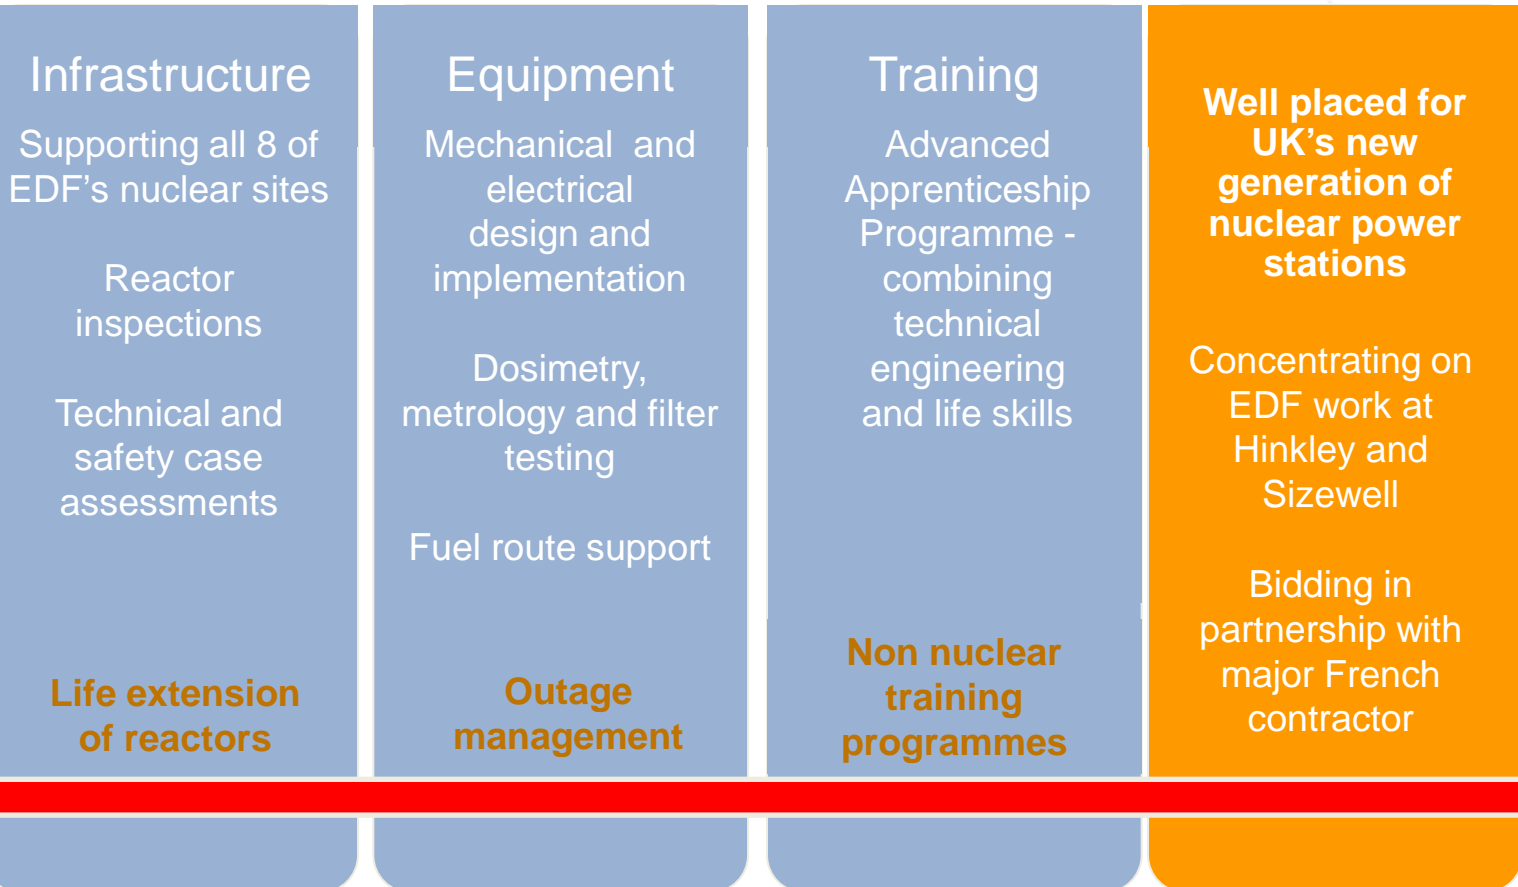 Infrastructure
Supporting all 8 of
EDF's nuclear sites
Reactor
inspections
Technical and
safety case
assessments
Life extension
of reactors
Equipment
Mechanical and
electrical
design and
implementation
Dosimetry,
metrology and filter
testing
Fuel route support
Outage
management
Training
Advanced
Apprenticeship
Programme -
combining
technical
engineering
and life skills
Non nuclear
training
programmes
Well placed for
UK's new
generation of
nuclear power
stations
Concentrating on
EDF work at
Hinkley and
Sizewell
Bidding in
partnership with
major French
contractor